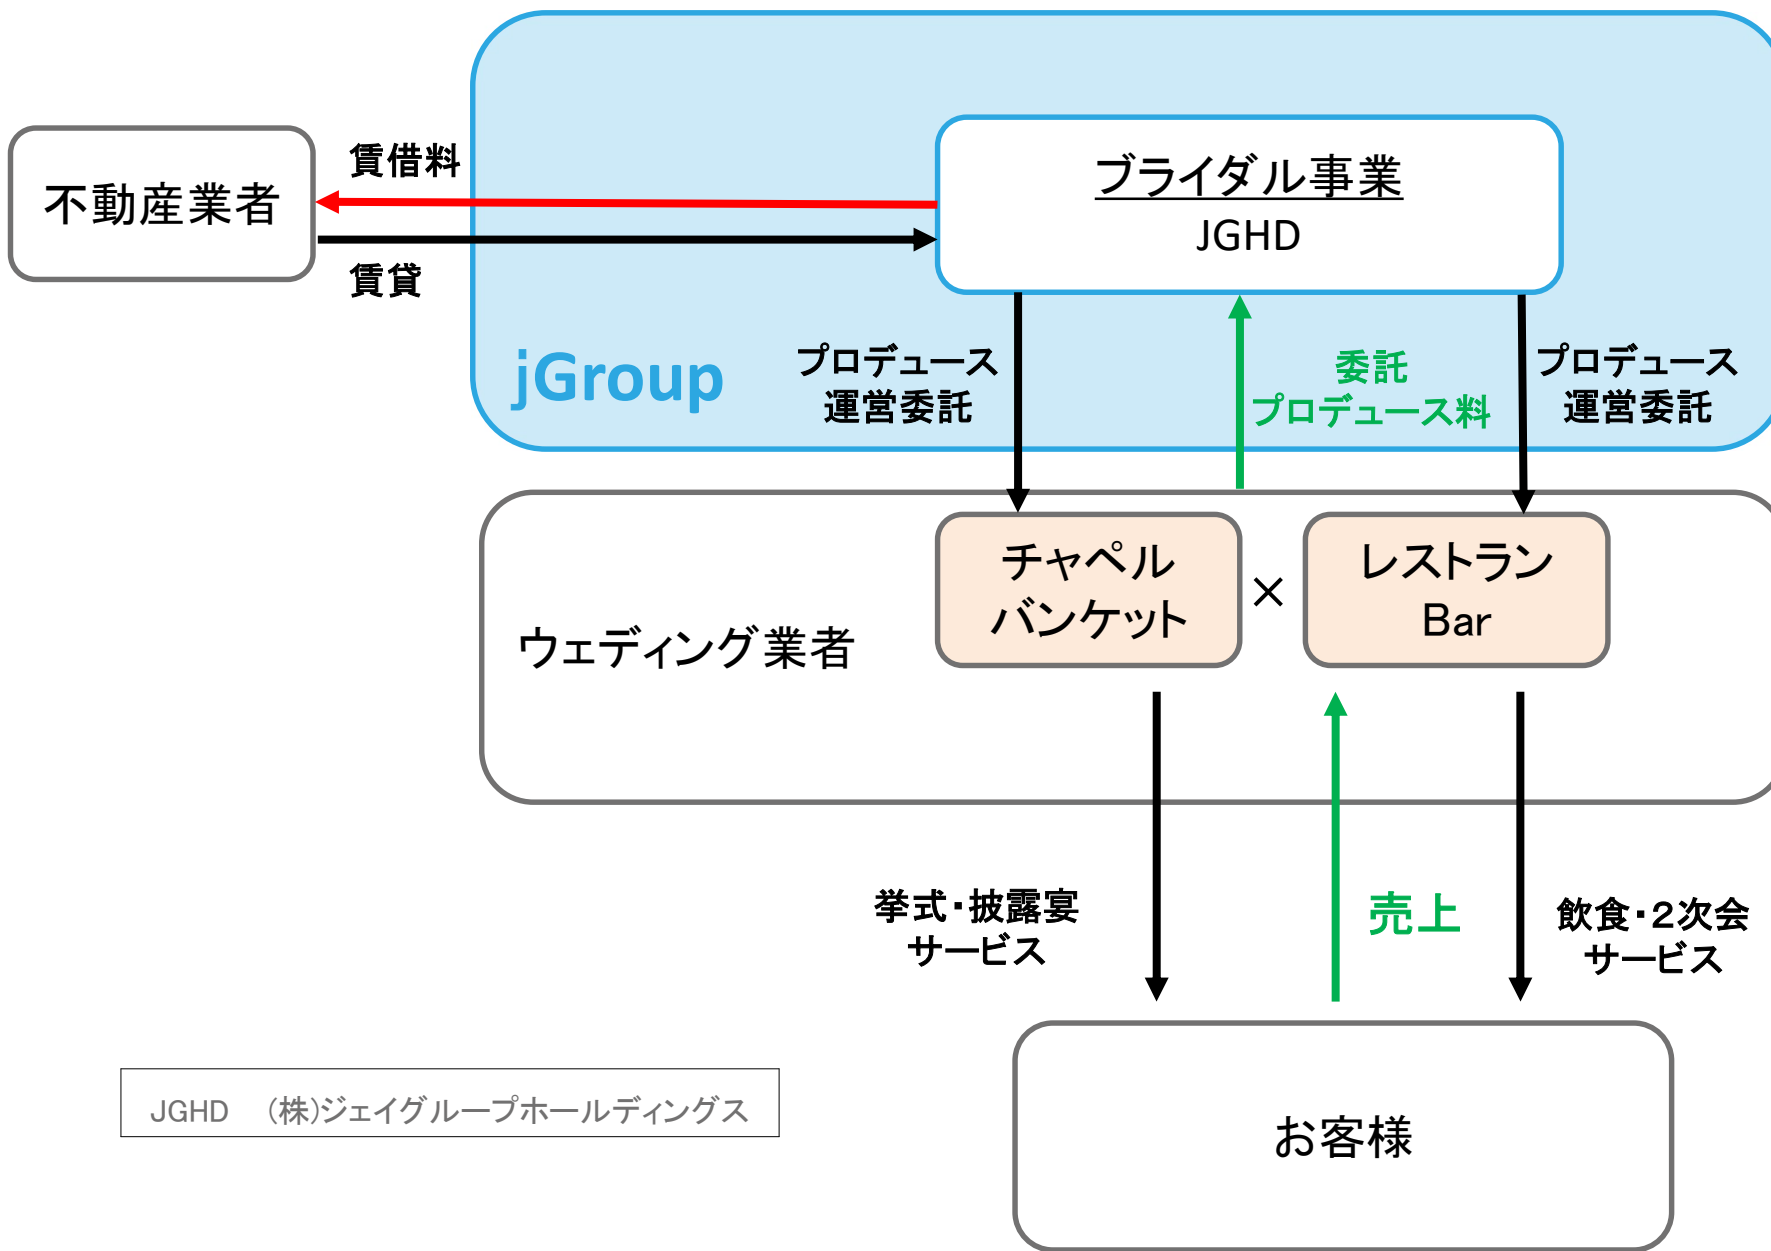 賃借料
不動産業者
賃貸
ブライダル事業
JGHD
jGroup
プロデュース
運営委託
委託
プロデュース料
プロデュース
運営委託
チャペル
バンケット
×
レストラン
Bar
ウェディング業者
挙式・披露宴
サービス
売上
飲食・2次会
サービス
JGHD　(株)ジェイグループホールディングス
お客様